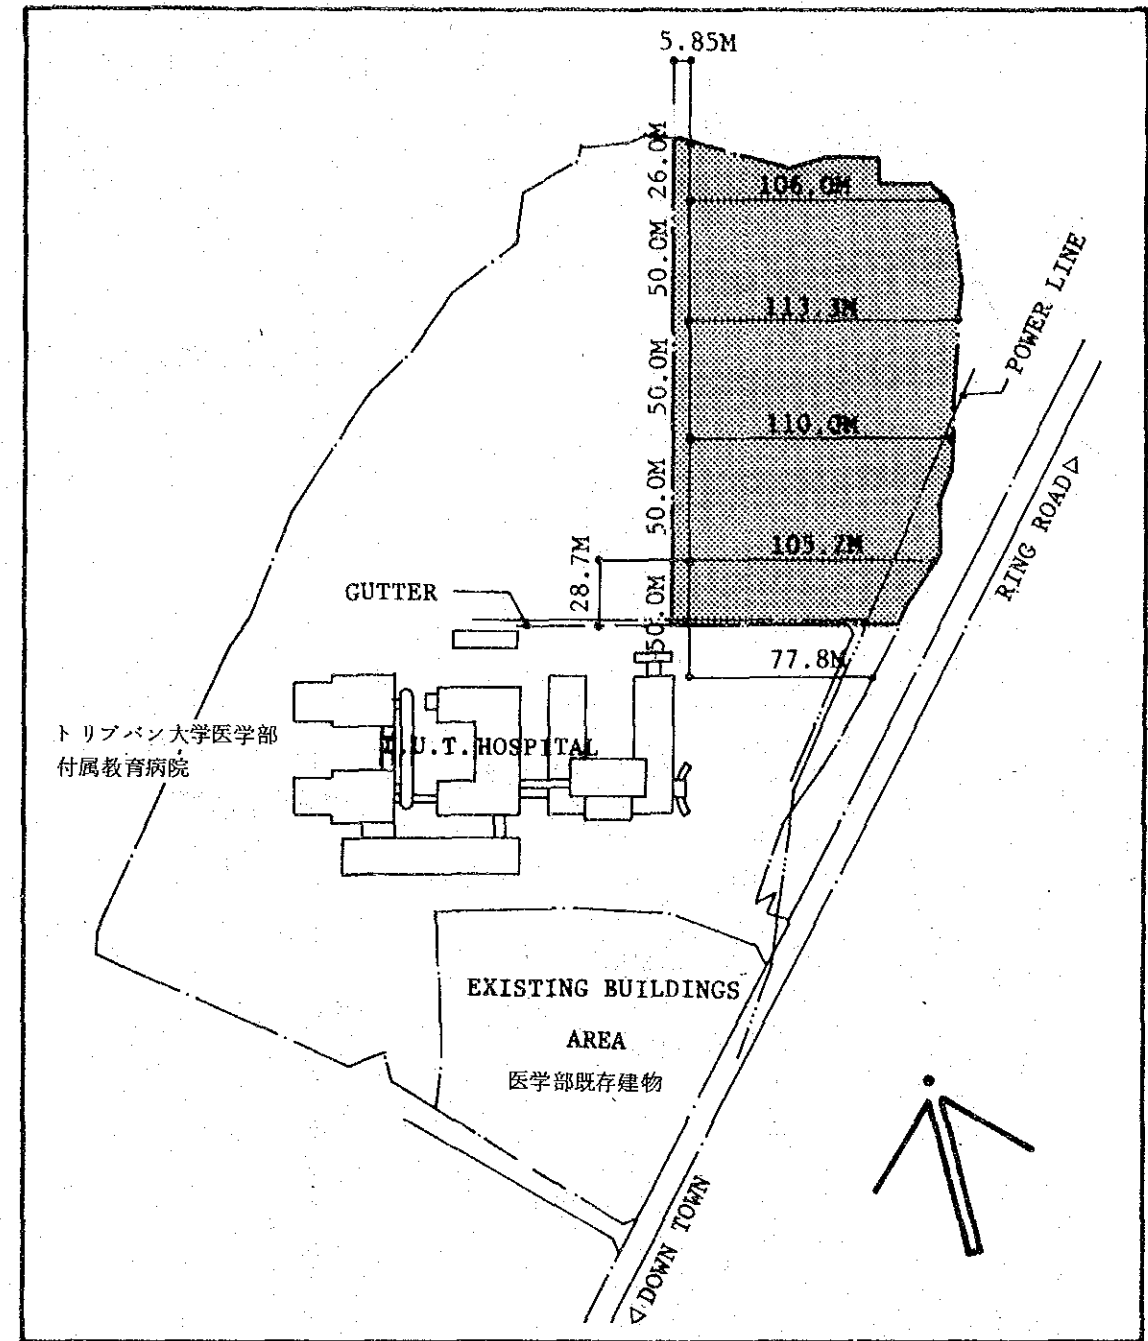 5.85M
26.0M
106.0M
50.0M
113.3M
POWER LINE
50.0M
110.0M
50.0M
RING ROAD
28.7M
GUTTER
50.0M
77.8M
トリブバン大学医学部
付属教育病院
U.T. HOSPITAL
EXISTING BUILDINGS
AREA
医学部既存建物
DOWN TOWN